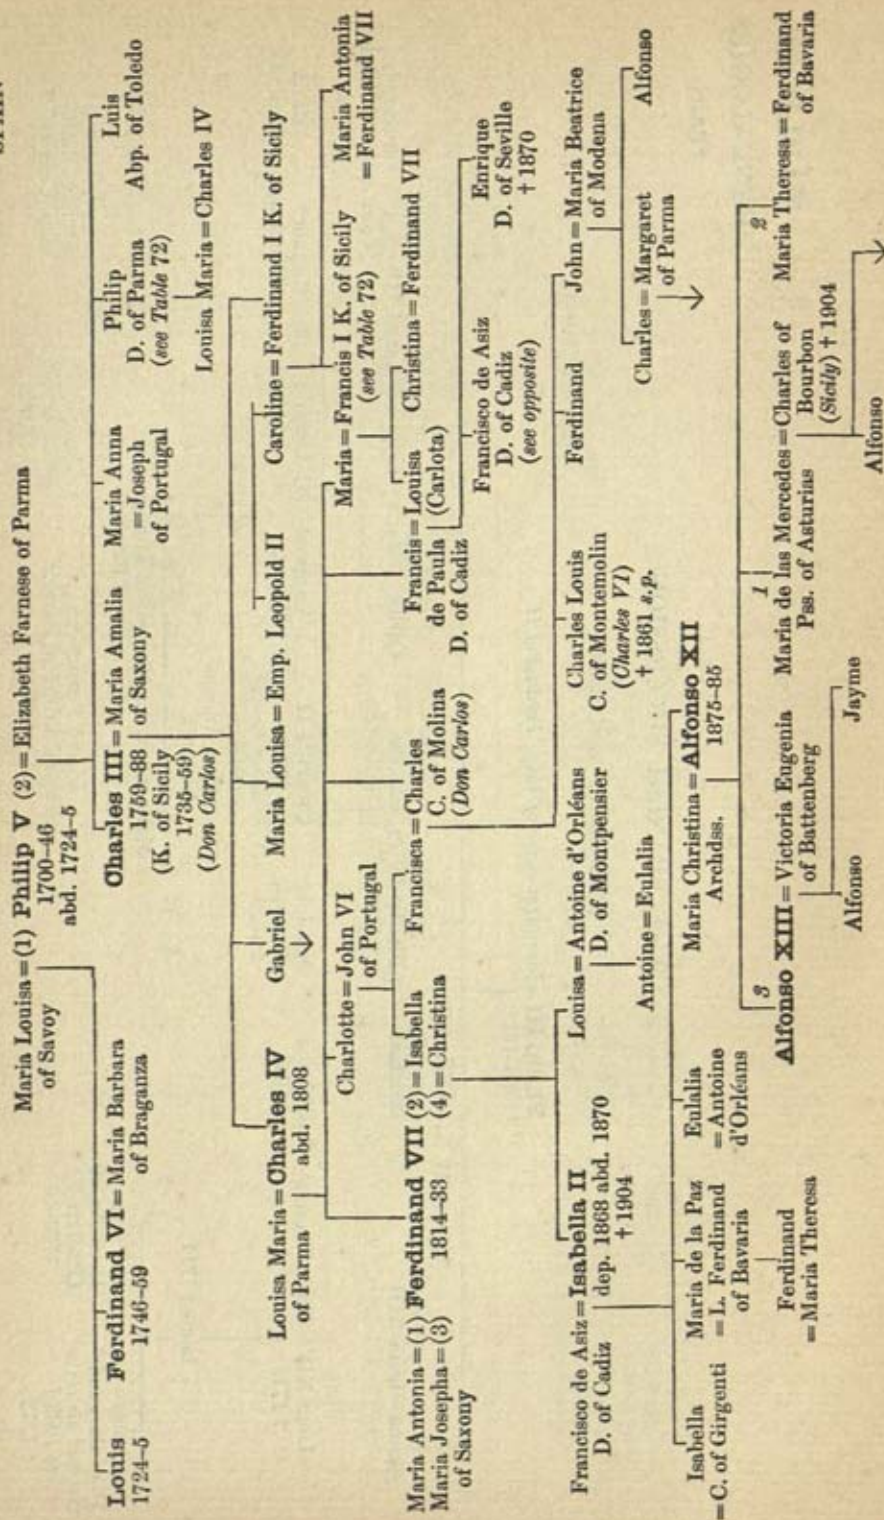 Maria Louisa = (1) Philip V (2) = Elizabeth Farnese of Parma
of Savoy
1700–46
abd. 1724–5
Louis
1724–5
Ferdinand VI = Maria Barbara
1746–59
of Braganza
Charles III = Maria Amalia
1759–88
of Saxony
(K. of Sicily
1735–59)
(Don Carlos)
Maria Anna
= Joseph
of Portugal
Philip
D. of Parma
(see Table 72)
Luis
Abp. of Toledo
Louisa Maria = Charles IV
Louisa Maria = Charles IV
of Parma
abd. 1808
Gabriel
Maria Louisa = Emp. Leopold II
Caroline = Ferdinand I K. of Sicily
Charlotte = John VI
of Portugal
Maria = Francis I K. of Sicily
(see Table 72)
Maria Antonia
= Ferdinand VII
Maria Antonia = (1) Ferdinand VII (2) = Isabella
Maria Josepha = (3) 1814–33 (4) = Christina
of Saxony
Francisca = Charles
C. of Molina
(Don Carlos)
Francis = Louisa
de Paula (Carlota)
D. of Cadiz
Christina = Ferdinand VII
Francisco de Asiz
D. of Cadiz
(see opposite)
Enrique
D. of Seville
† 1870
Francisco de Asiz = Isabella II
D. of Cadiz
dep. 1868 abd. 1870
† 1904
Louisa = Antoine d'Orléans
D. of Montpensier
Antoine = Eulalia
Charles Louis
C. of Montemolin
(Charles VI)
† 1861 s.p.
Ferdinand
John = Maria Beatrice
of Modena
Charles = Margaret
of Parma
Alfonso
Isabella
= C. of Girgenti
Maria de la Paz
= L. Ferdinand
of Bavaria
Eulalia
= Antoine
d'Orléans
Maria Christina = Alfonso XII
Archdss.
1875–85
Ferdinand
= Maria Theresa
3
Alfonso XIII = Victoria Eugenia
of Battenberg
1
Maria de las Mercedes = Charles of
Pss. of Asturias
Bourbon
(Sicily) † 1904
2
Maria Theresa = Ferdinand
of Bavaria
Alfonso
Jayme
Alfonso